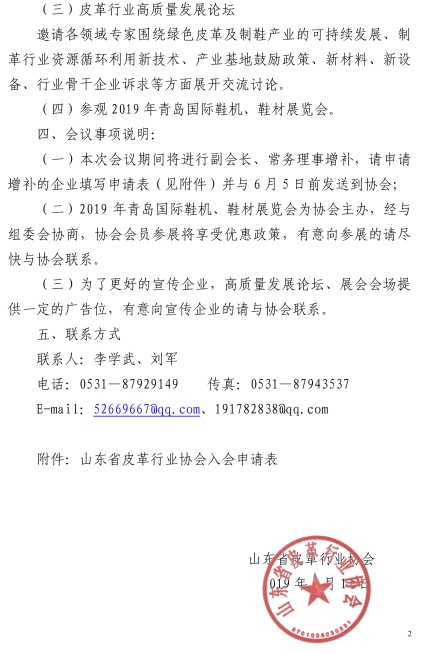 （三）皮革行业高质量发展论坛
邀请各领域专家围绕绿色皮革及制鞋产业的可持续发展、制
革行业资源循环利用新技术、产业基地鼓励政策、新材料、新设
备、行业骨干企业诉求等方面展开交流讨论。
（四）参观 2019 年青岛国际鞋机、鞋材展览会。
四、会议事项说明：
（一）本次会议期间将进行副会长、常务理事增补，请申请
增补的企业填写申请表（见附件）并与 6 月 5 日前发送到协会；
（二）2019 年青岛国际鞋机、鞋材展览会为协会主办，经与
组委会协商，协会会员参展将享受优惠政策，有意向参展的请尽
快与协会联系。
（三）为了更好的宣传企业，高质量发展论坛、展会会场提
供一定的广告位，有意向宣传企业的请与协会联系。
五、联系方式
联系人：李学武、刘军
电话：0531—87929149 传真：0531—87943537
E-mail：52669667@qq.com、191782838@qq.com
附件：山东省皮革行业协会入会申请表
山东省皮革行业协会
019 年 月 1 日
山东省皮革行业协会
2